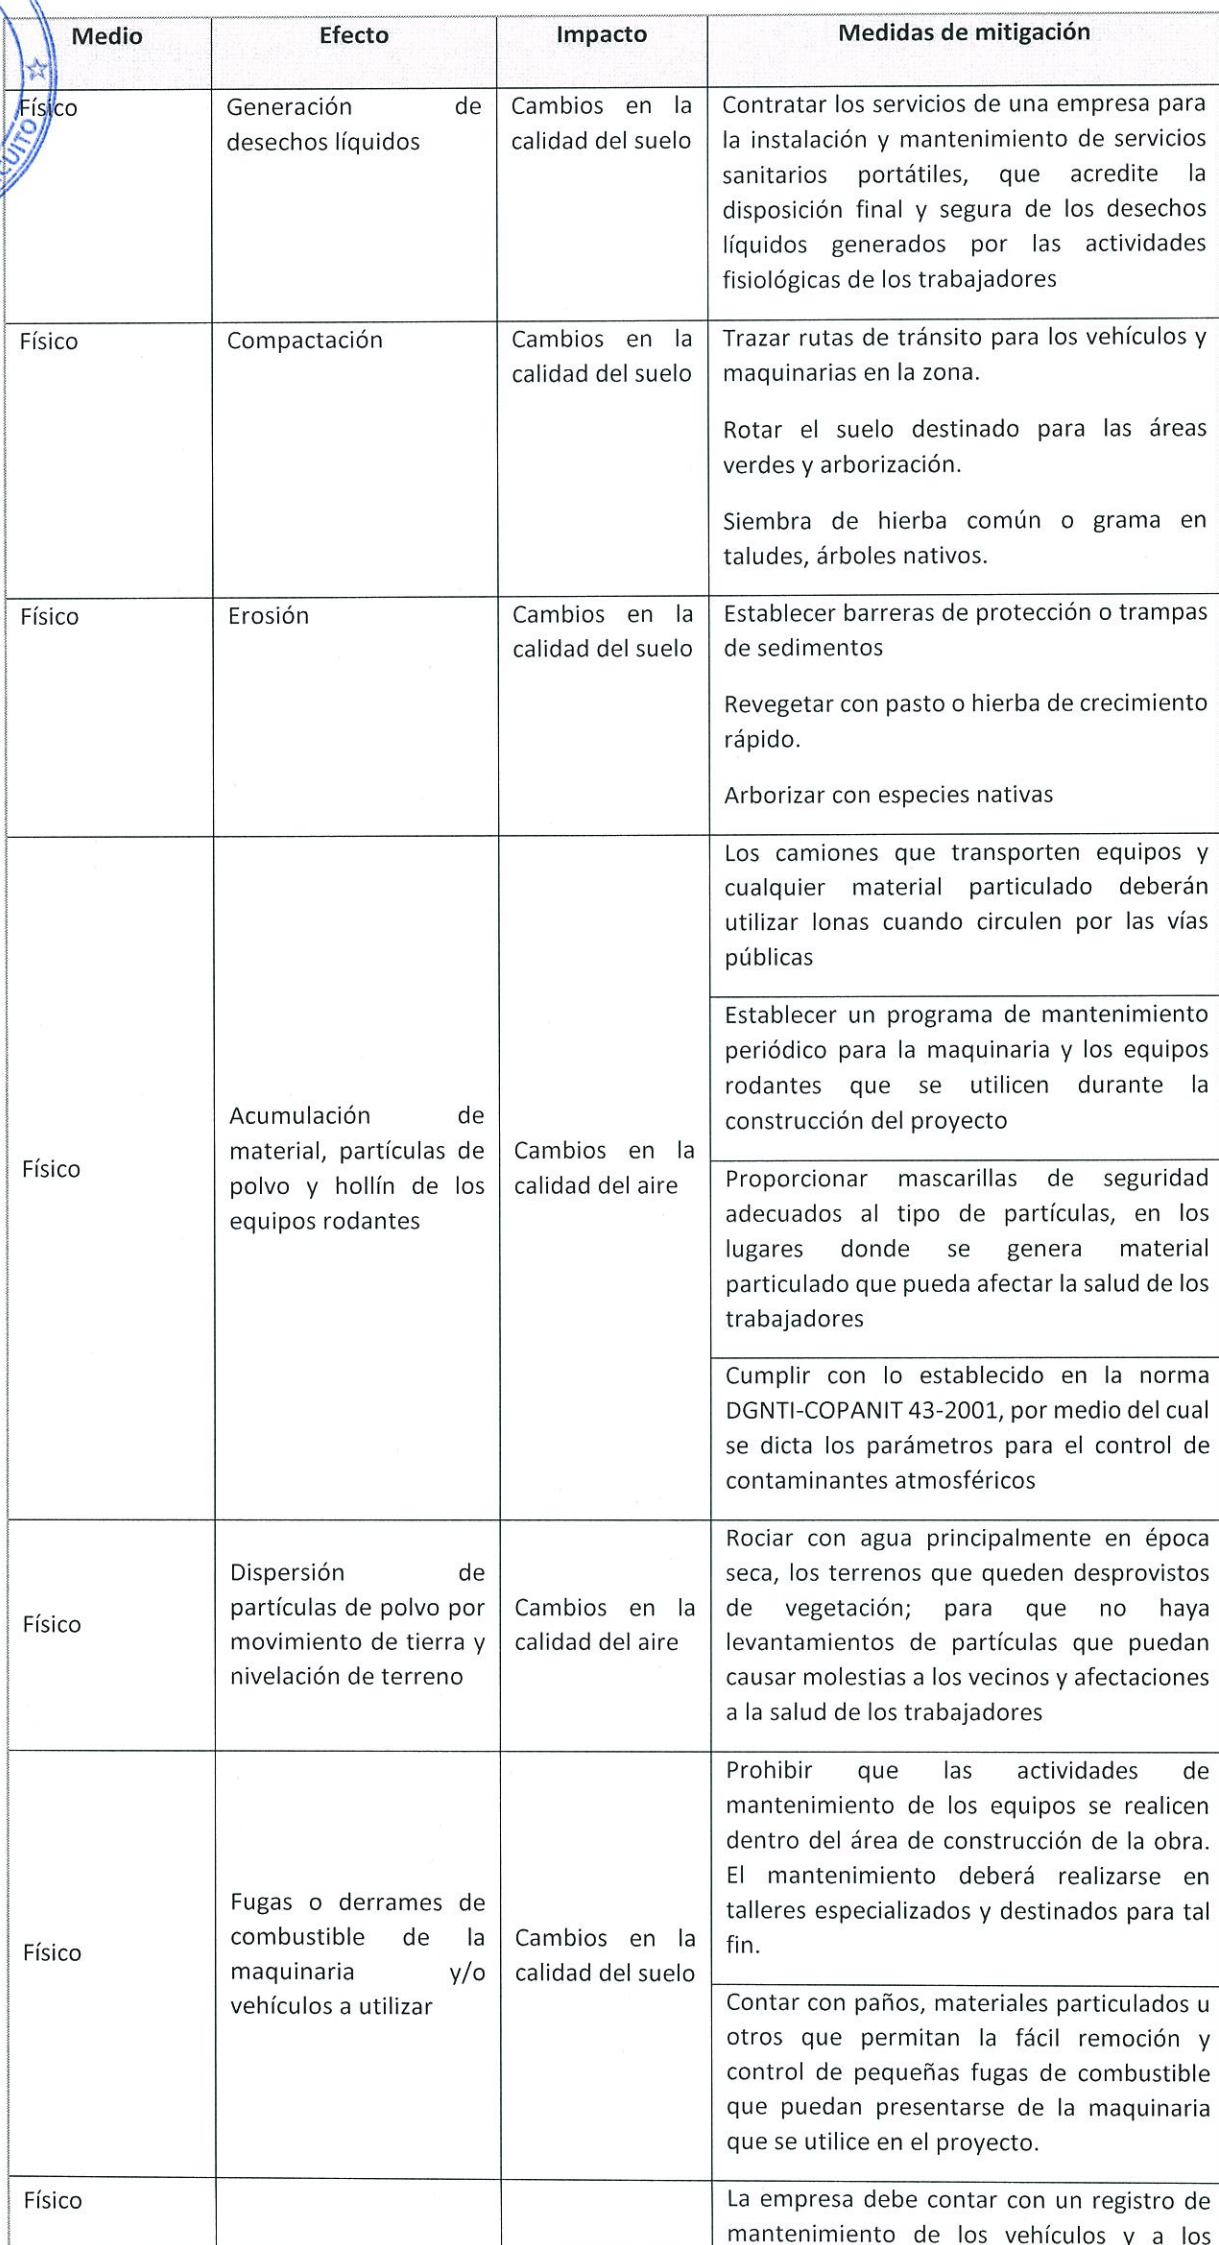 Medio Efecto Impacto Medidas de mitigación
CUITO
Físico
Generación de
desechos líquidos
Cambios en la
calidad del suelo
Contratar los servicios de una empresa para
la instalación y mantenimiento de servicios
sanitarios portátiles, que acredite la
disposición final y segura de los desechos
líquidos generados por las actividades
fisiológicas de los trabajadores
Físico
Compactación
Cambios en la
calidad del suelo
Trazar rutas de tránsito para los vehículos y
maquinarias en la zona.
Rotar el suelo destinado para las áreas
verdes y arborización.
Siembra de hierba común o grama en
taludes, árboles nativos.
Físico
Erosión
Cambios en la
calidad del suelo
Establecer barreras de protección o trampas
de sedimentos
Revegetar con pasto o hierba de crecimiento
rápido.
Arborizar con especies nativas
Físico
Acumulación de
material, partículas de
polvo y hollín de los
equipos rodantes
Cambios en la
calidad del aire
Los camiones que transporten equipos y
cualquier material particulado deberán
utilizar lonas cuando circulen por las vías
públicas
Establecer un programa de mantenimiento
periódico para la maquinaria y los equipos
rodantes que se utilicen durante la
construcción del proyecto
Proporcionar mascarillas de seguridad
adecuados al tipo de partículas, en los
lugares donde se genera material
particulado que pueda afectar la salud de los
trabajadores
Cumplir con lo establecido en la norma
DGNTI-COPANIT 43-2001, por medio del cual
se dicta los parámetros para el control de
contaminantes atmosféricos
Físico
Dispersión de
partículas de polvo por
movimiento de tierra y
nivelación de terreno
Cambios en la
calidad del aire
Rociar con agua principalmente en época
seca, los terrenos que queden desprovistos
de vegetación; para que no haya
levantamientos de partículas que puedan
causar molestias a los vecinos y afectaciones
a la salud de los trabajadores
Físico
Fugas o derrames de
combustible de la
maquinaria y/o
vehículos a utilizar
Cambios en la
calidad del suelo
Prohibir que las actividades de
mantenimiento de los equipos se realicen
dentro del área de construcción de la obra.
El mantenimiento deberá realizarse en
talleres especializados y destinados para tal
fin.
Contar con paños, materiales particulados u
otros que permitan la fácil remoción y
control de pequeñas fugas de combustible
que puedan presentarse de la maquinaria
que se utilice en el proyecto.
Físico
La empresa debe contar con un registro de
mantenimiento de los vehículos y a los